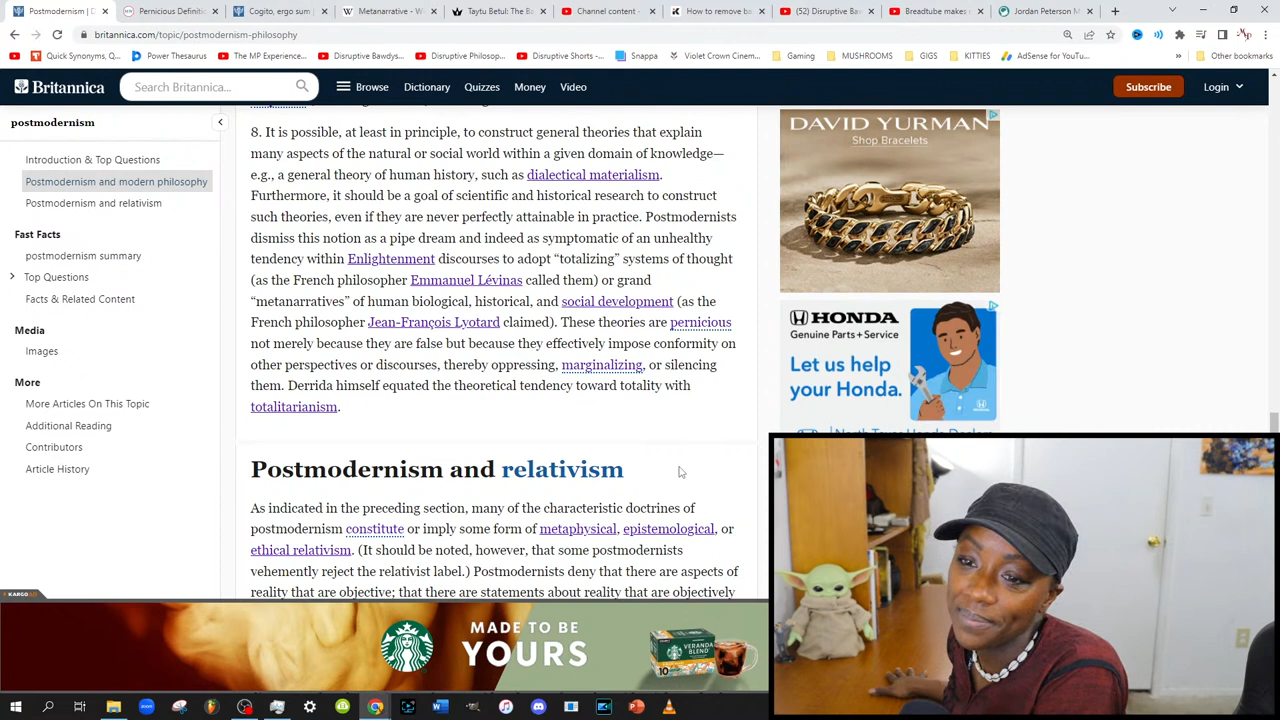 Postmodernism | D
Pernicious Definitio
Cogito, ergo sum |
Metanarrative - Wi
Taytu Betul: The Ba
Channel content -
How to remove ba
(52) Disruptive Baw
Breadtube makes
Jordan Peterson M
britannica.com/topic/postmodernism-philosophy
Quick Synonyms, Q...
Power Thesaurus
The MP Experience...
Disruptive Bawdys...
Disruptive Philosop...
Disruptive Shorts -...
Snappa
Violet Crown Cinem...
Gaming
MUSHROOMS
GIGS
KITTIES
AdSense for YouTu...
Other bookmarks
Britannica
Search Britannica...
Browse
Dictionary
Quizzes
Money
Video
Subscribe
Login
postmodernism
Introduction & Top Questions
Postmodernism and modern philosophy
Postmodernism and relativism
Fast Facts
postmodernism summary
Top Questions
Facts & Related Content
Media
Images
More
More Articles On This Topic
Additional Reading
Contributors
Article History
8. It is possible, at least in principle, to construct general theories that explain
many aspects of the natural or social world within a given domain of knowledge—
e.g., a general theory of human history, such as dialectical materialism.
Furthermore, it should be a goal of scientific and historical research to construct
such theories, even if they are never perfectly attainable in practice. Postmodernists
dismiss this notion as a pipe dream and indeed as symptomatic of an unhealthy
tendency within Enlightenment discourses to adopt “totalizing” systems of thought
(as the French philosopher Emmanuel Lévinas called them) or grand
“metanarratives” of human biological, historical, and social development (as the
French philosopher Jean-François Lyotard claimed). These theories are pernicious
not merely because they are false but because they effectively impose conformity on
other perspectives or discourses, thereby oppressing, marginalizing, or silencing
them. Derrida himself equated the theoretical tendency toward totality with
totalitarianism.
Postmodernism and relativism
As indicated in the preceding section, many of the characteristic doctrines of
postmodernism constitute or imply some form of metaphysical, epistemological, or
ethical relativism. (It should be noted, however, that some postmodernists
vehemently reject the relativist label.) Postmodernists deny that there are aspects of
reality that are objective; that there are statements about reality that are objectively
DAVID YURMAN
Shop Bracelets
HONDA
Genuine Parts+Service
Let us help
your Honda.
KARGO
MADE TO BE
YOURS
VERANDA
BLEND
10
zoom